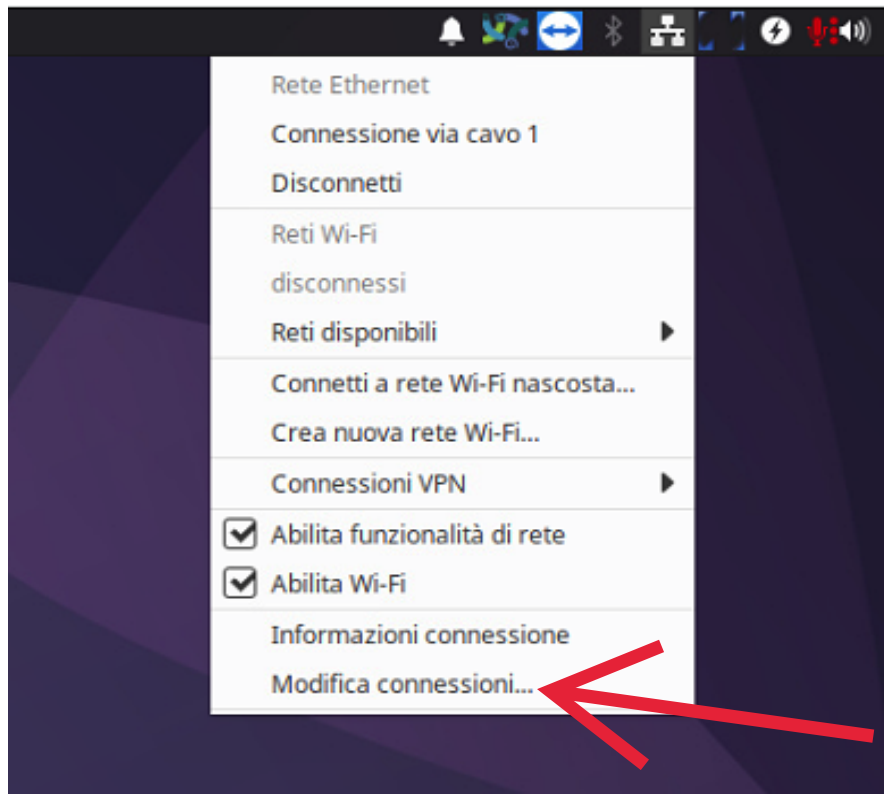 Rete Ethernet
Connessione via cavo 1
Disconnetti
Reti Wi-Fi
disconnessi
Reti disponibili
Connetti a rete Wi-Fi nascosta...
Crea nuova rete Wi-Fi...
Connessioni VPN
Abilita funzionalità di rete
Abilita Wi-Fi
Informazioni connessione
Modifica connessioni...